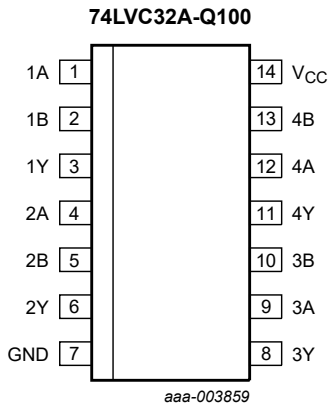 74LVC32A-Q100
1A 1 14 VCC
1B 2 13 4B
1Y 3 12 4A
2A 4 11 4Y
2B 5 10 3B
2Y 6 9 3A
GND 7 8 3Y
aaa-003859